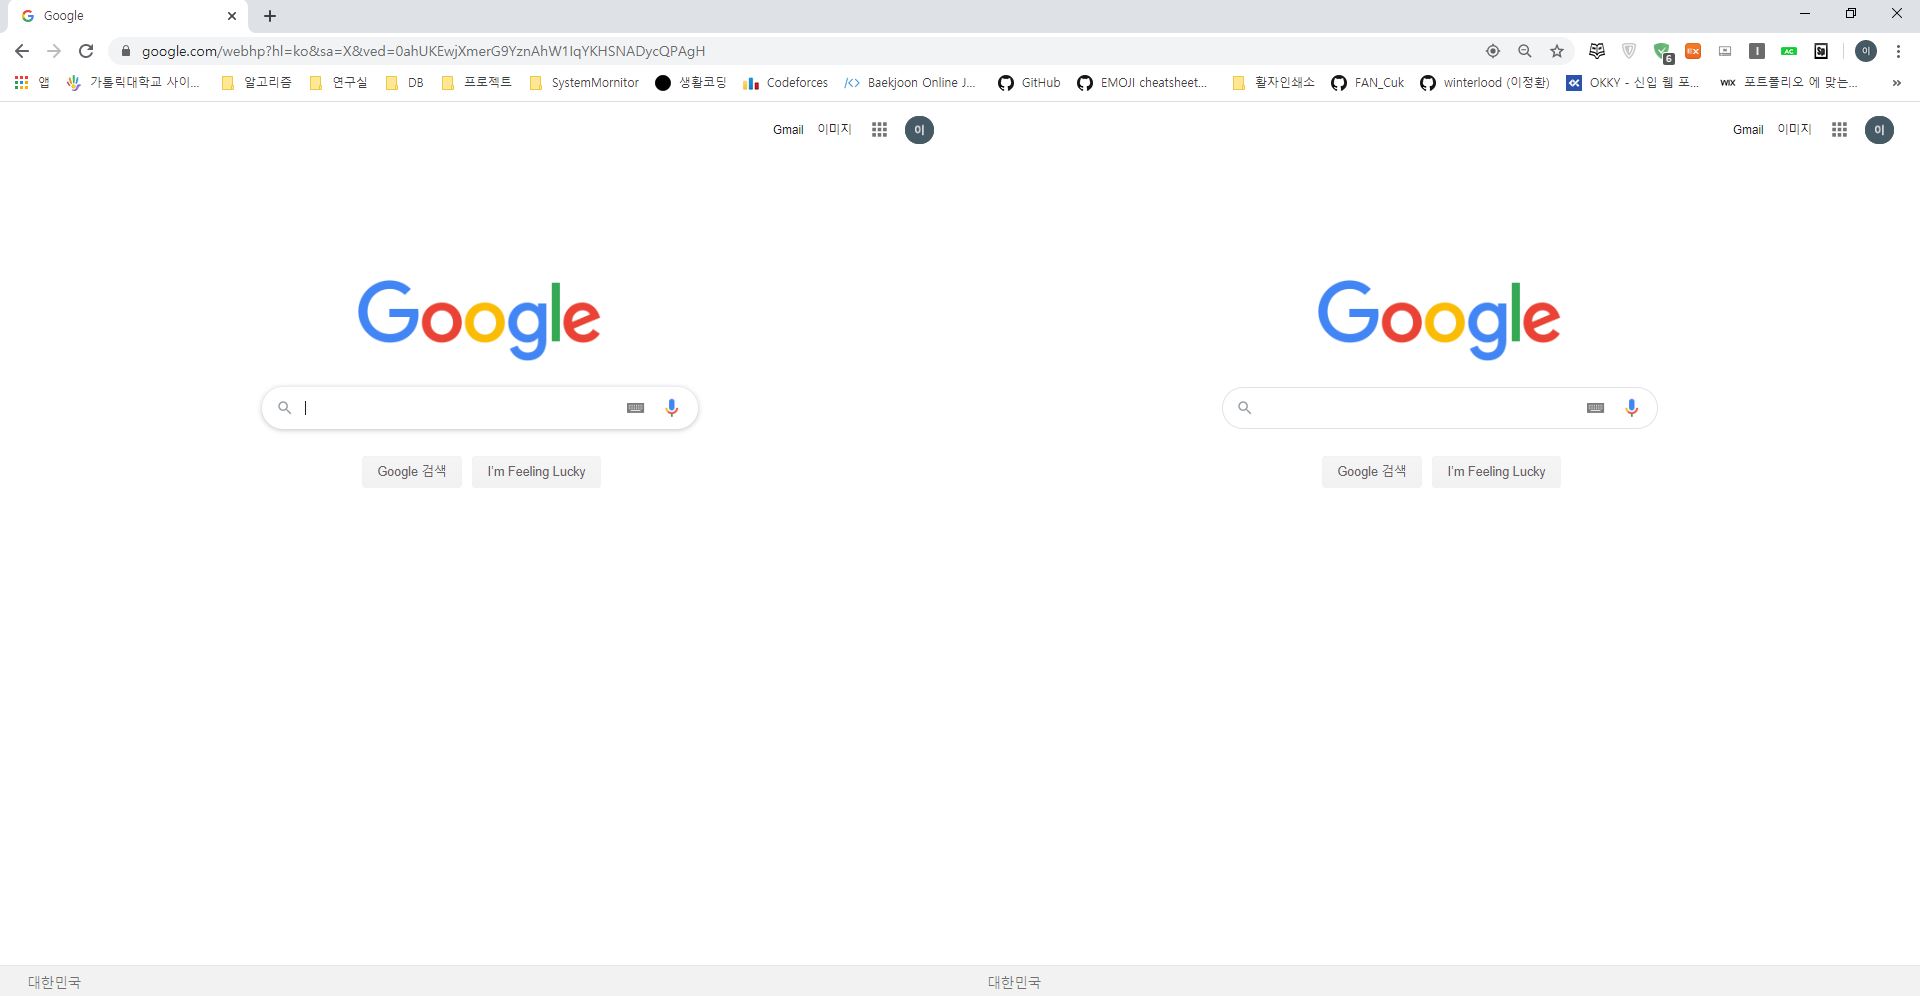 Google
google.com/webhp?hl=ko&sa=X&ved=0ahUKEwjXmerG9YznAhW1IqYKHSNADycQPAgH
앱 가톨릭대학교 사이... 알고리즘 연구실 DB 프로젝트 SystemMornitor 생활코딩 Codeforces Baekjoon Online J... GitHub EMOJI cheatsheet... 활자인쇄소 FAN_Cuk winterlood (이정환) OKKY - 신입 웹 포... WIX 포트폴리오 에 맞는... »
Gmail 이미지 이
Google
Google 검색 I'm Feeling Lucky
대한민국
Gmail 이미지 이
Google
Google 검색 I'm Feeling Lucky
대한민국